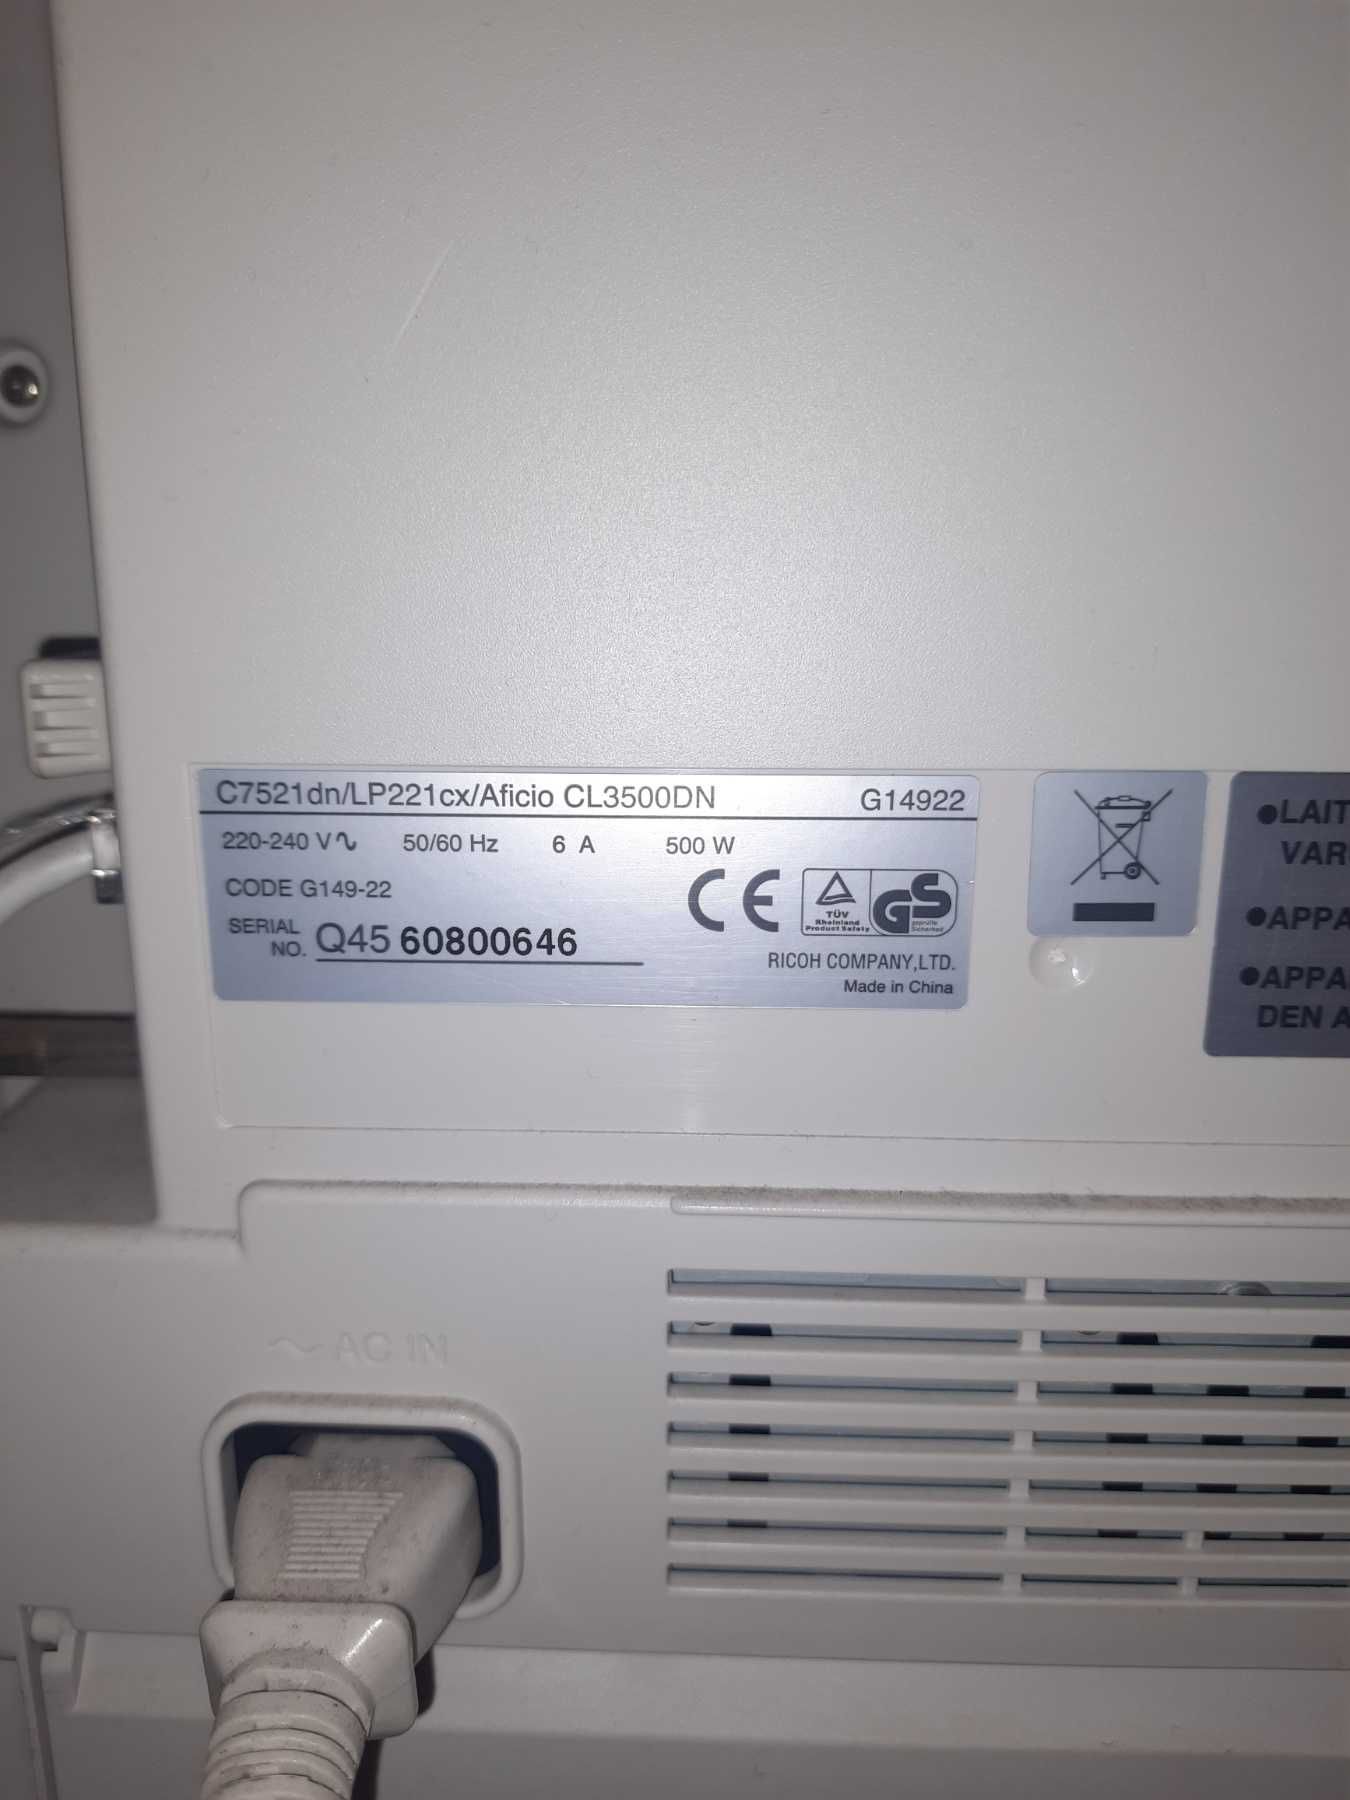 C7521dn/LP221cx/Aficio CL3500DN G14922
220-240 V∿ 50/60 Hz 6 A 500 W
CODE G149-22
SERIAL NO. Q45 60800646
CE
TÜV
Rheinland
Product Safety
GS
geprüfte
Sicherheit
RICOH COMPANY,LTD.
Made in China
●LAIT
VAR
●APPA
●APPA
DEN A
∿ AC IN